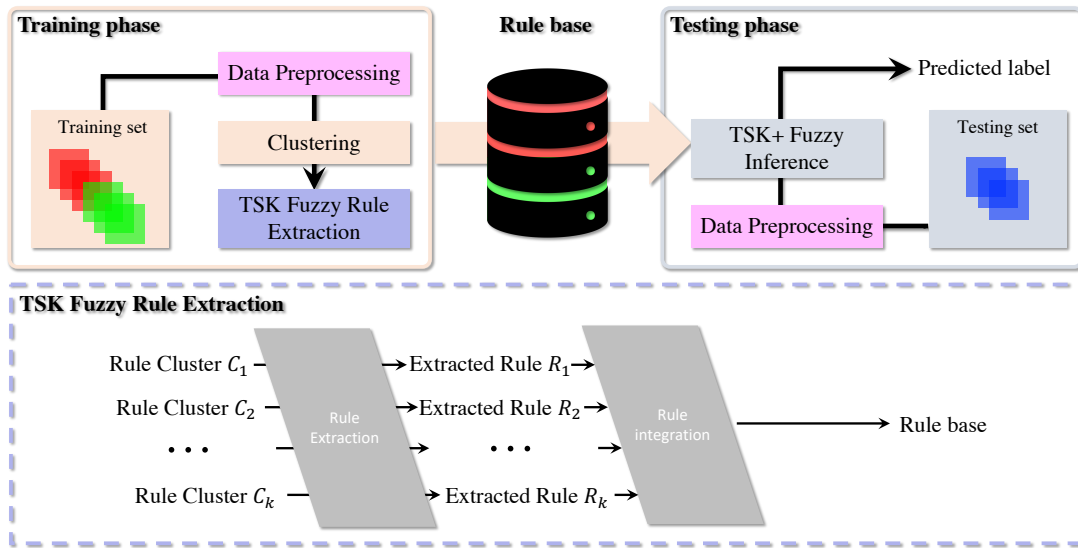 Training phase
Rule base
Testing phase
Data Preprocessing
Predicted label
Training set
Clustering
TSK+ Fuzzy
Inference
Testing set
TSK Fuzzy Rule
Extraction
Data Preprocessing
TSK Fuzzy Rule Extraction
Rule Cluster C₁
Extracted Rule R₁
Rule Cluster C₂
Extracted Rule R₂
Rule
Extraction
Rule
integration
Rule base
• • •
• • •
Rule Cluster Cₖ
Extracted Rule Rₖ